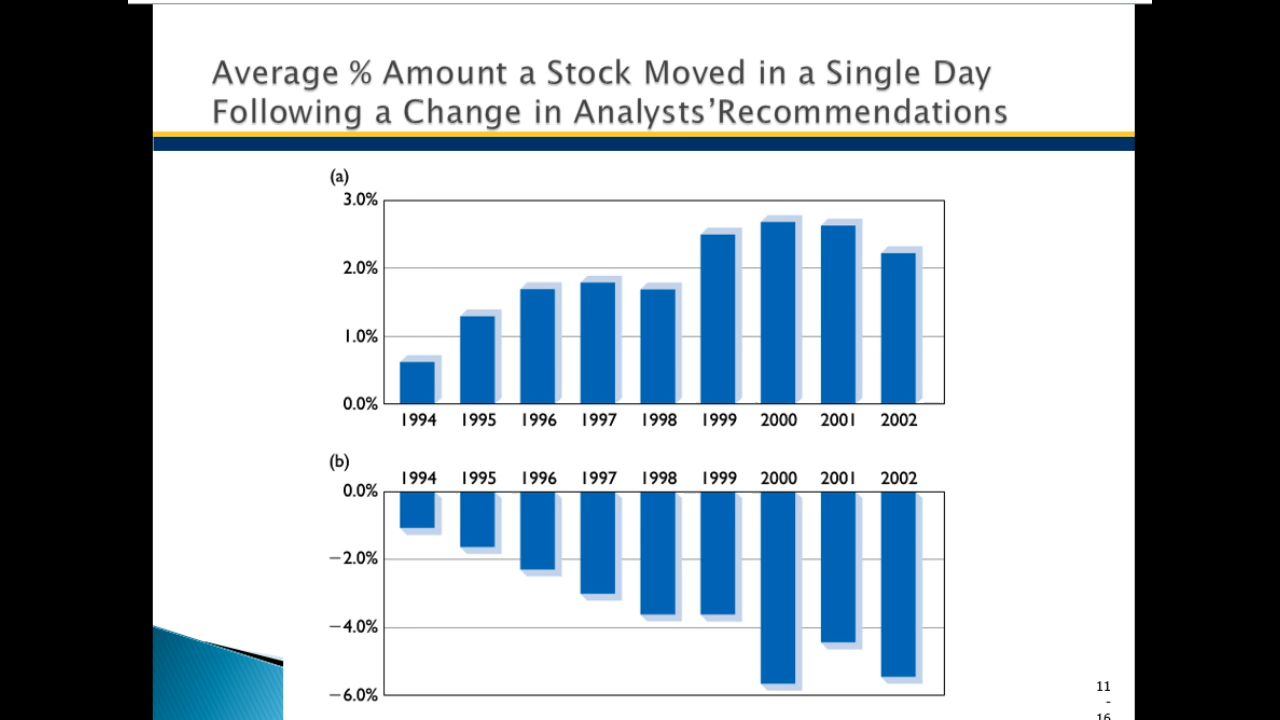 Average % Amount a Stock Moved in a Single Day
Following a Change in Analysts’Recommendations
(a)
3.0%
2.0%
1.0%
0.0%
1994 1995 1996 1997 1998 1999 2000 2001 2002
(b)
1994 1995 1996 1997 1998 1999 2000 2001 2002
0.0%
−2.0%
−4.0%
−6.0%
11
-
16